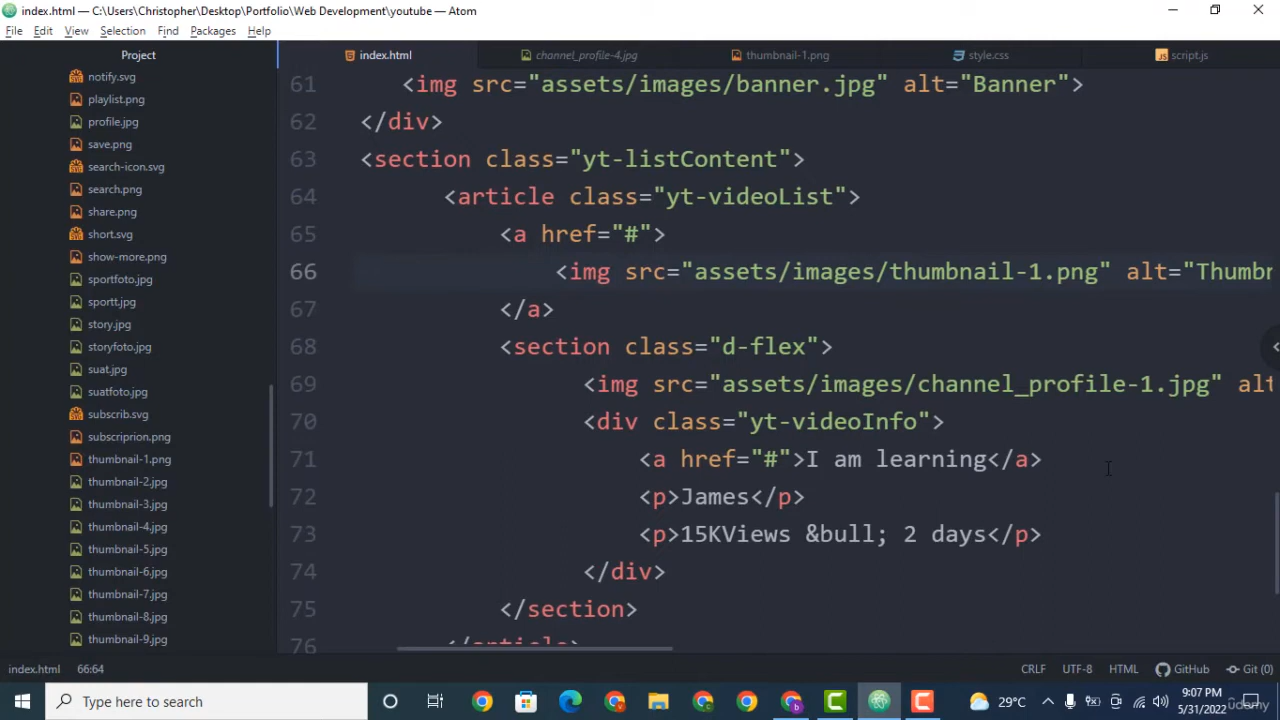 index.html — C:\Users\Christopher\Desktop\Portfolio\Web Development\youtube — Atom
File Edit View Selection Find Packages Help
Project
notify.svg
playlist.png
profile.jpg
save.png
search-icon.svg
search.png
share.png
short.svg
show-more.png
sportfoto.jpg
sportt.jpg
story.jpg
storyfoto.jpg
suat.jpg
suatfoto.jpg
subscrib.svg
subscriprion.png
thumbnail-1.png
thumbnail-2.jpg
thumbnail-3.jpg
thumbnail-4.jpg
thumbnail-5.jpg
thumbnail-6.jpg
thumbnail-7.jpg
thumbnail-8.jpg
thumbnail-9.jpg
index.html channel_profile-4.jpg thumbnail-1.png style.css script.js
61 <img src="assets/images/banner.jpg" alt="Banner">
62 </div>
63 <section class="yt-listContent">
64 <article class="yt-videoList">
65 <a href="#">
66 <img src="assets/images/thumbnail-1.png" alt="Thumbn
67 </a>
68 <section class="d-flex">
69 <img src="assets/images/channel_profile-1.jpg" alt
70 <div class="yt-videoInfo">
71 <a href="#">I am learning</a>
72 <p>James</p>
73 <p>15KViews &bull; 2 days</p>
74 </div>
75 </section>
76 </article>
index.html 66:64 CRLF UTF-8 HTML GitHub Git (0)
Type here to search
29°C
9:07 PM
5/31/2022
Udemy